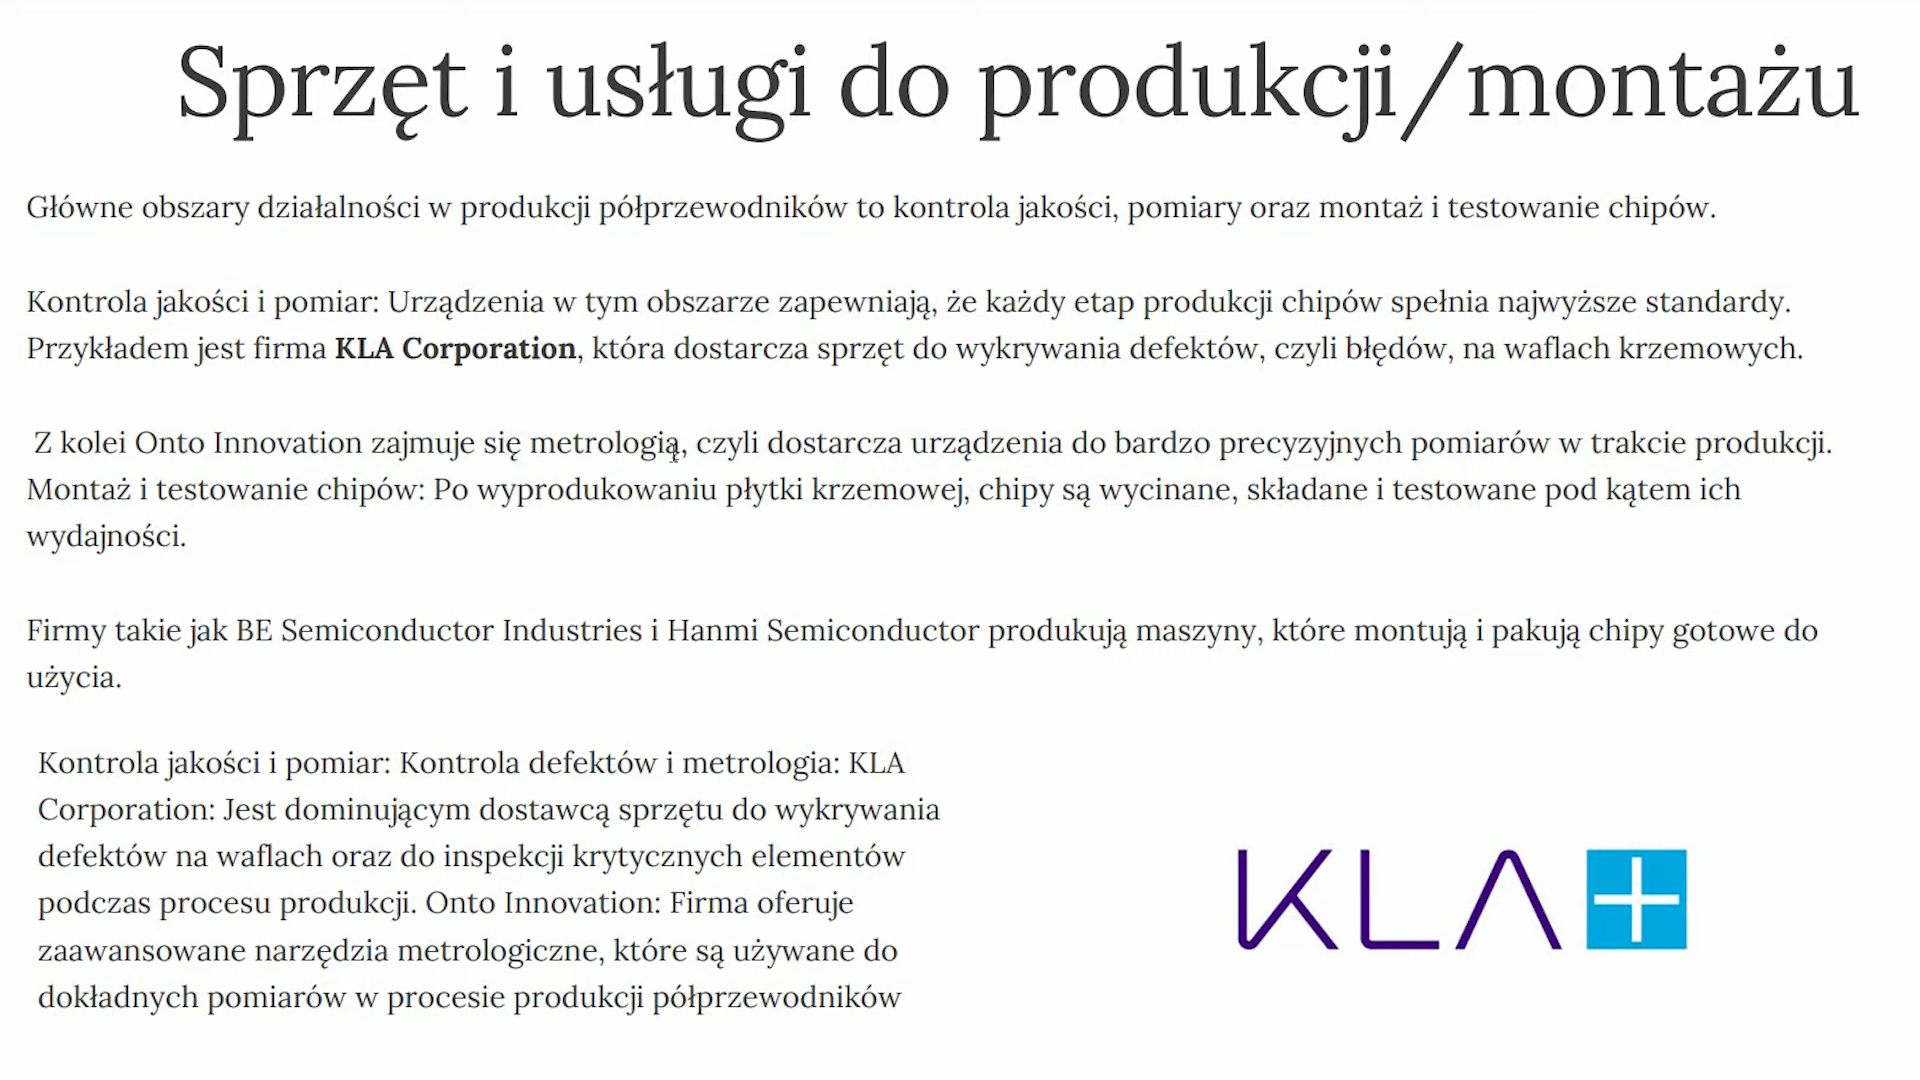 Sprzęt i usługi do produkcji/montażu
Główne obszary działalności w produkcji półprzewodników to kontrola jakości, pomiary oraz montaż i testowanie chipów.
Kontrola jakości i pomiar: Urządzenia w tym obszarze zapewniają, że każdy etap produkcji chipów spełnia najwyższe standardy.
Przykładem jest firma KLA Corporation, która dostarcza sprzęt do wykrywania defektów, czyli błędów, na waflach krzemowych.
Z kolei Onto Innovation zajmuje się metrologią, czyli dostarcza urządzenia do bardzo precyzyjnych pomiarów w trakcie produkcji.
Montaż i testowanie chipów: Po wyprodukowaniu płytki krzemowej, chipy są wycinane, składane i testowane pod kątem ich
wydajności.
Firmy takie jak BE Semiconductor Industries i Hanmi Semiconductor produkują maszyny, które montują i pakują chipy gotowe do
użycia.
Kontrola jakości i pomiar: Kontrola defektów i metrologia: KLA
Corporation: Jest dominującym dostawcą sprzętu do wykrywania
defektów na waflach oraz do inspekcji krytycznych elementów
podczas procesu produkcji. Onto Innovation: Firma oferuje
zaawansowane narzędzia metrologiczne, które są używane do
dokładnych pomiarów w procesie produkcji półprzewodników
KLA+